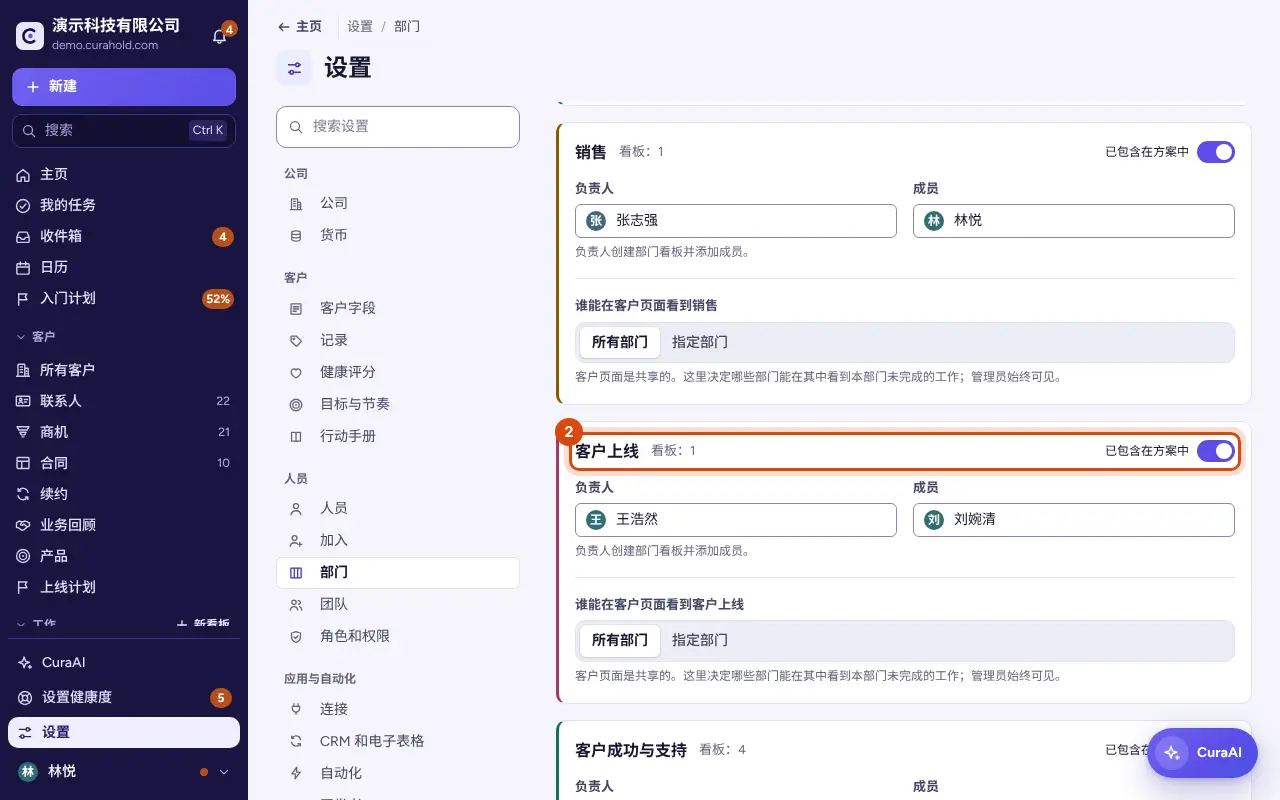 演示科技有限公司
demo.curahold.com
4
新建
搜索
Ctrl K
主页
我的任务
收件箱
4
日历
入门计划
52%
客户
所有客户
联系人
22
商机
21
合同
10
续约
业务回顾
产品
上线计划
工作
新看板
CuraAI
设置健康度
5
设置
林
林悦
主页
设置 / 部门
设置
搜索设置
公司
公司
货币
客户
客户字段
记录
健康评分
目标与节奏
行动手册
人员
人员
加入
部门
团队
角色和权限
应用与自动化
连接
CRM 和电子表格
自动化
销售
看板：1
已包含在方案中
负责人
成员
张
张志强
林
林悦
负责人创建部门看板并添加成员。
谁能在客户页面看到销售
所有部门
指定部门
客户页面是共享的。这里决定哪些部门能在其中看到本部门未完成的工作；管理员始终可见。
2
客户上线
看板：1
已包含在方案中
负责人
成员
王
王浩然
刘
刘婉清
负责人创建部门看板并添加成员。
谁能在客户页面看到客户上线
所有部门
指定部门
客户页面是共享的。这里决定哪些部门能在其中看到本部门未完成的工作；管理员始终可见。
客户成功与支持
看板：4
已包含在
负责人
成员
CuraAI